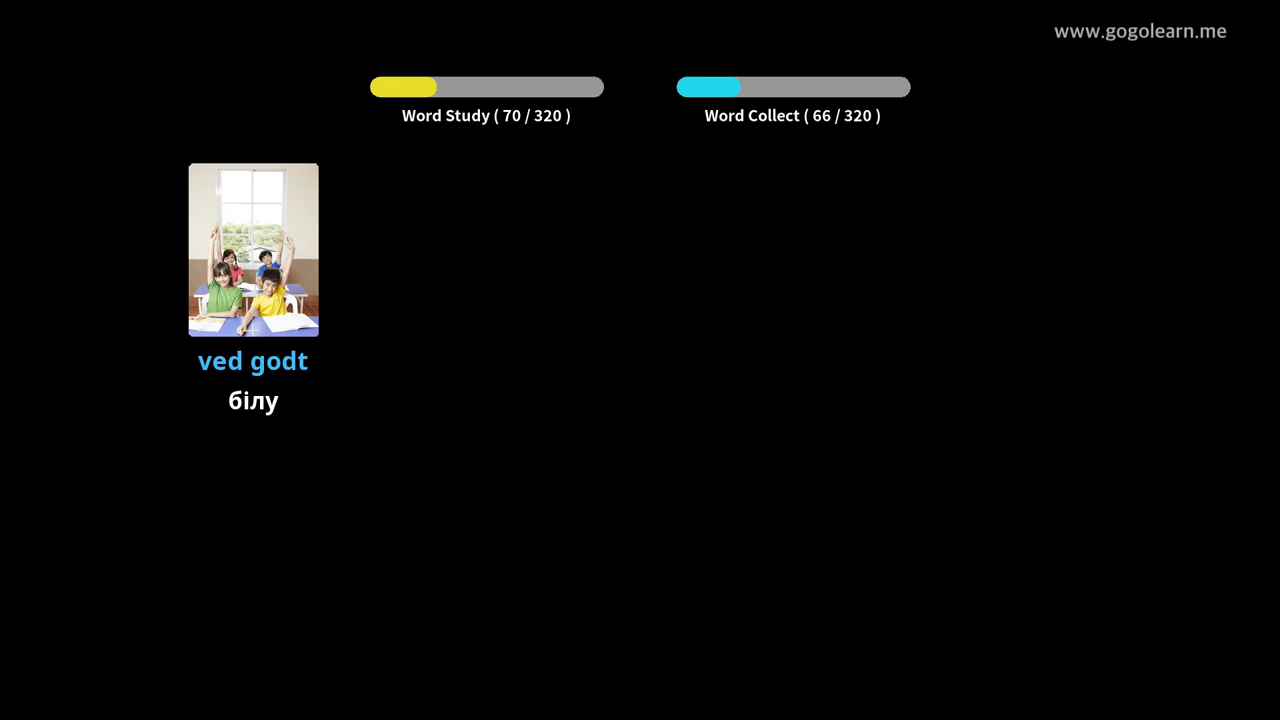 www.gogolearn.me
Word Study ( 70 / 320 )
Word Collect ( 66 / 320 )
ved godt
білу